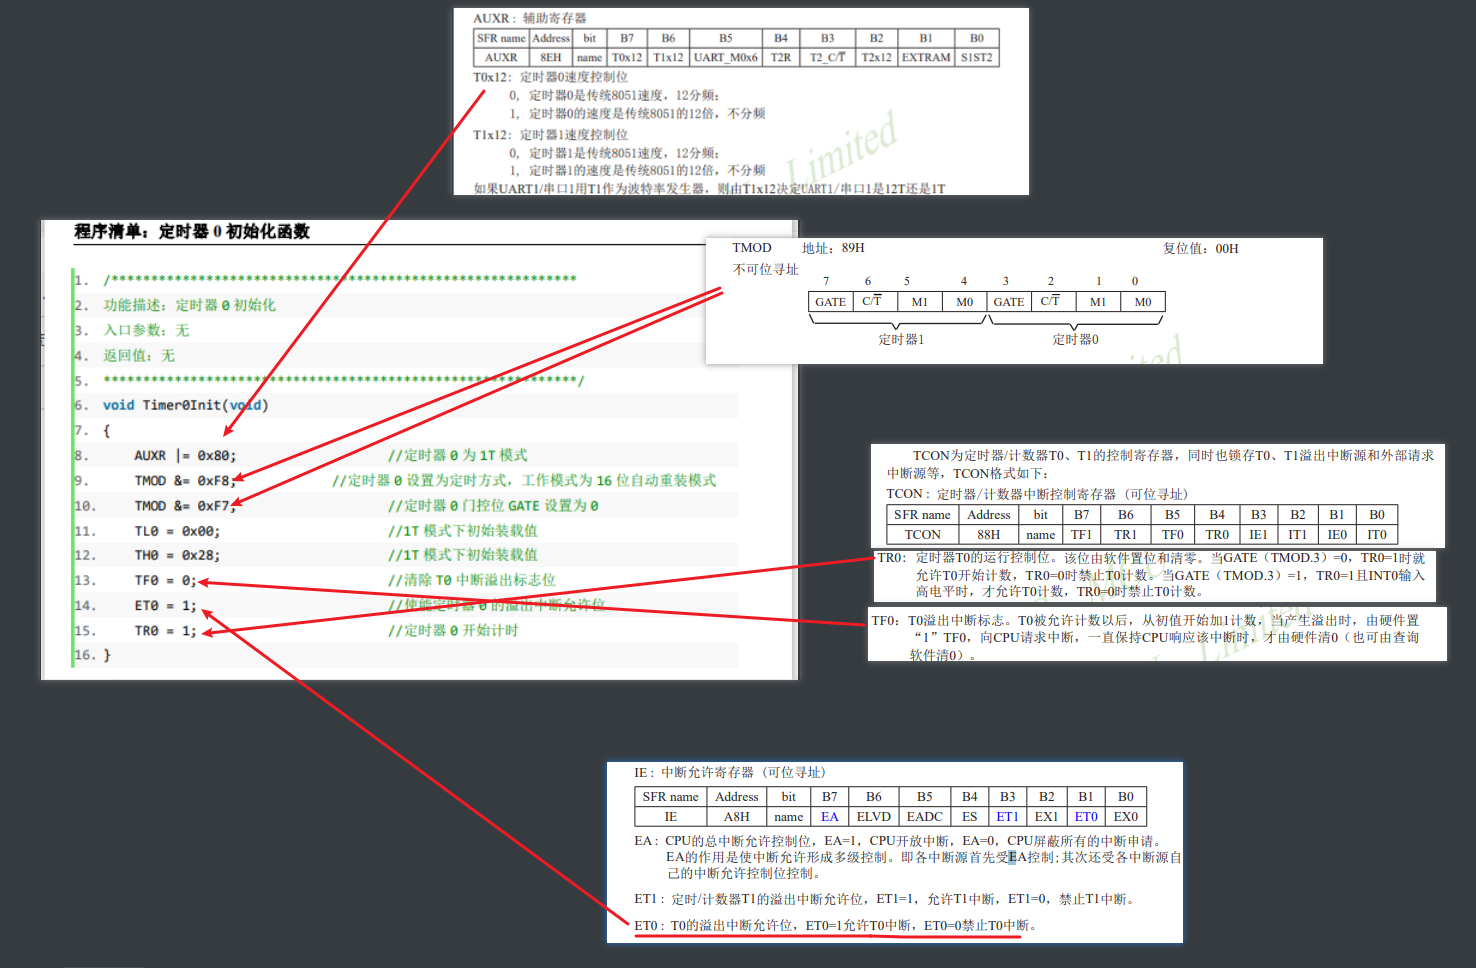 AUXR : 辅助寄存器
SFR name Address bit B7 B6 B5 B4 B3 B2 B1 B0
AUXR 8EH name T0x12 T1x12 UART_M0x6 T2R T2_C/T T2x12 EXTRAM S1ST2
T0x12: 定时器0速度控制位
0, 定时器0是传统8051速度，12分频;
1, 定时器0的速度是传统8051的12倍，不分频
T1x12: 定时器1速度控制位
0, 定时器1是传统8051速度，12分频;
1, 定时器1的速度是传统8051的12倍，不分频
如果UART1/串口1用T1作为波特率发生器，则由T1x12决定UART1/串口1是12T还是1T
Limited
程序清单：定时器 0 初始化函数
1. /***********************************************************
2. 功能描述：定时器 0 初始化
3. 入口参数：无
4. 返回值：无
5. ************************************************************/
6. void Timer0Init(void)
7. {
8. AUXR |= 0x80; //定时器 0 为 1T 模式
9. TMOD &= 0xF8; //定时器 0 设置为定时方式，工作模式为 16 位自动重装模式
10. TMOD &= 0xF7; //定时器 0 门控位 GATE 设置为 0
11. TL0 = 0x00; //1T 模式下初始装载值
12. TH0 = 0x28; //1T 模式下初始装载值
13. TF0 = 0; //清除 T0 中断溢出标志位
14. ET0 = 1; //使能定时器 0 的溢出中断允许位
15. TR0 = 1; //定时器 0 开始计时
16. }
TMOD 地址：89H 复位值：00H
不可位寻址
7 6 5 4 3 2 1 0
GATE C/T M1 M0 GATE C/T M1 M0
定时器1 定时器0
TCON为定时器/计数器T0、T1的控制寄存器，同时也锁存T0、T1溢出中断源和外部请求
中断源等，TCON格式如下：
TCON : 定时器/计数器中断控制寄存器 (可位寻址)
SFR name Address bit B7 B6 B5 B4 B3 B2 B1 B0
TCON 88H name TF1 TR1 TF0 TR0 IE1 IT1 IE0 IT0
TR0：定时器T0的运行控制位。该位由软件置位和清零。当GATE（TMOD.3）=0，TR0=1时就
允许T0开始计数，TR0=0时禁止T0计数。当GATE（TMOD.3）=1，TR0=1且INT0输入
高电平时，才允许T0计数，TR0=0时禁止T0计数。
TF0：T0溢出中断标志。T0被允许计数以后，从初值开始加1计数，当产生溢出时，由硬件置
“1”TF0，向CPU请求中断，一直保持CPU响应该中断时，才由硬件清0（也可由查询
软件清0）。
IE : 中断允许寄存器 (可位寻址)
SFR name Address bit B7 B6 B5 B4 B3 B2 B1 B0
IE A8H name EA ELVD EADC ES ET1 EX1 ET0 EX0
EA : CPU的总中断允许控制位，EA=1，CPU开放中断，EA=0，CPU屏蔽所有的中断申请。
EA的作用是使中断允许形成多级控制。即各中断源首先受EA控制;其次还受各中断源自
己的中断允许控制位控制。
ET1 : 定时/计数器T1的溢出中断允许位，ET1=1，允许T1中断，ET1=0，禁止T1中断。
ET0 : T0的溢出中断允许位，ET0=1允许T0中断，ET0=0禁止T0中断。